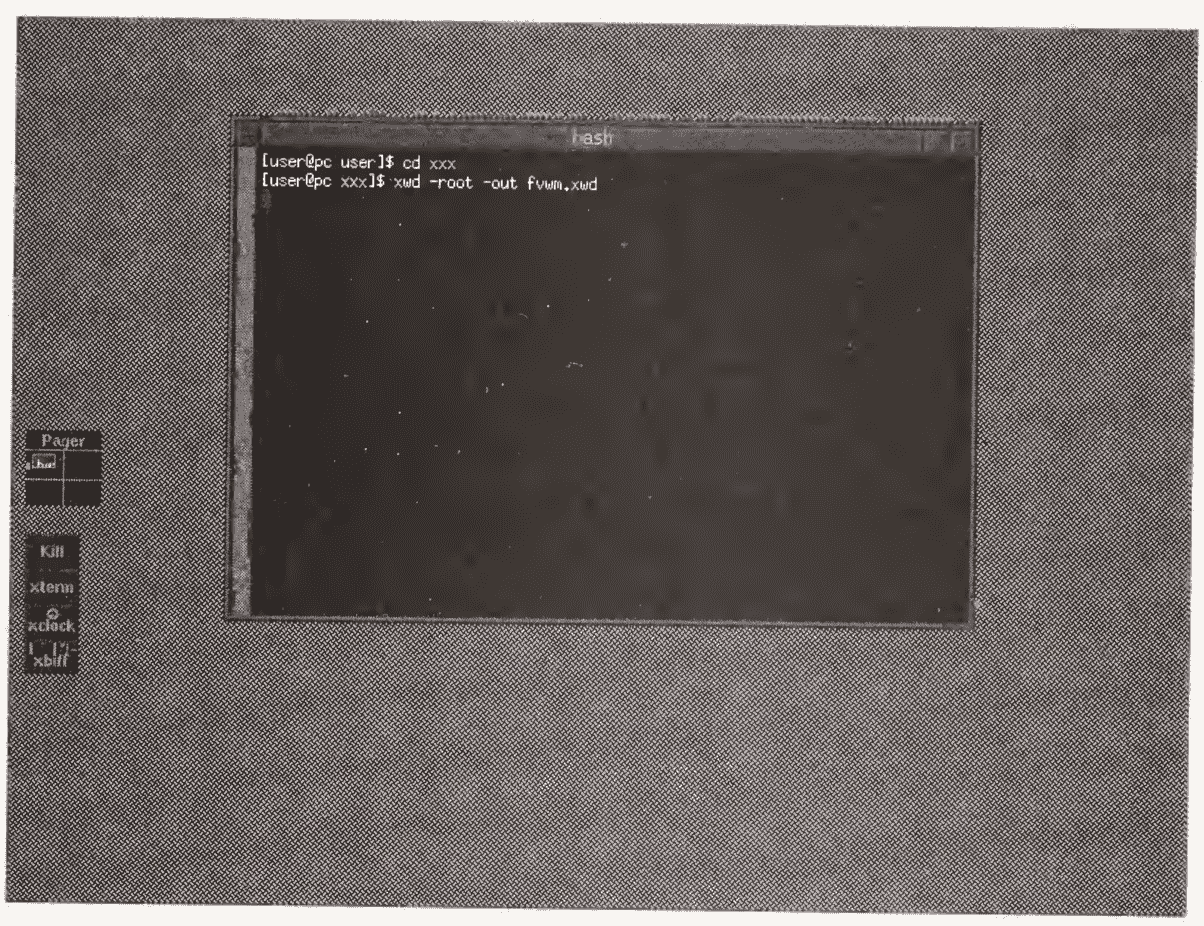 bash
[user@pc user]$ cd xxx
[user@pc xxx]$ xwd -root -out fvwm.xwd
Pager
Kill
xterm
xclock
xbiff